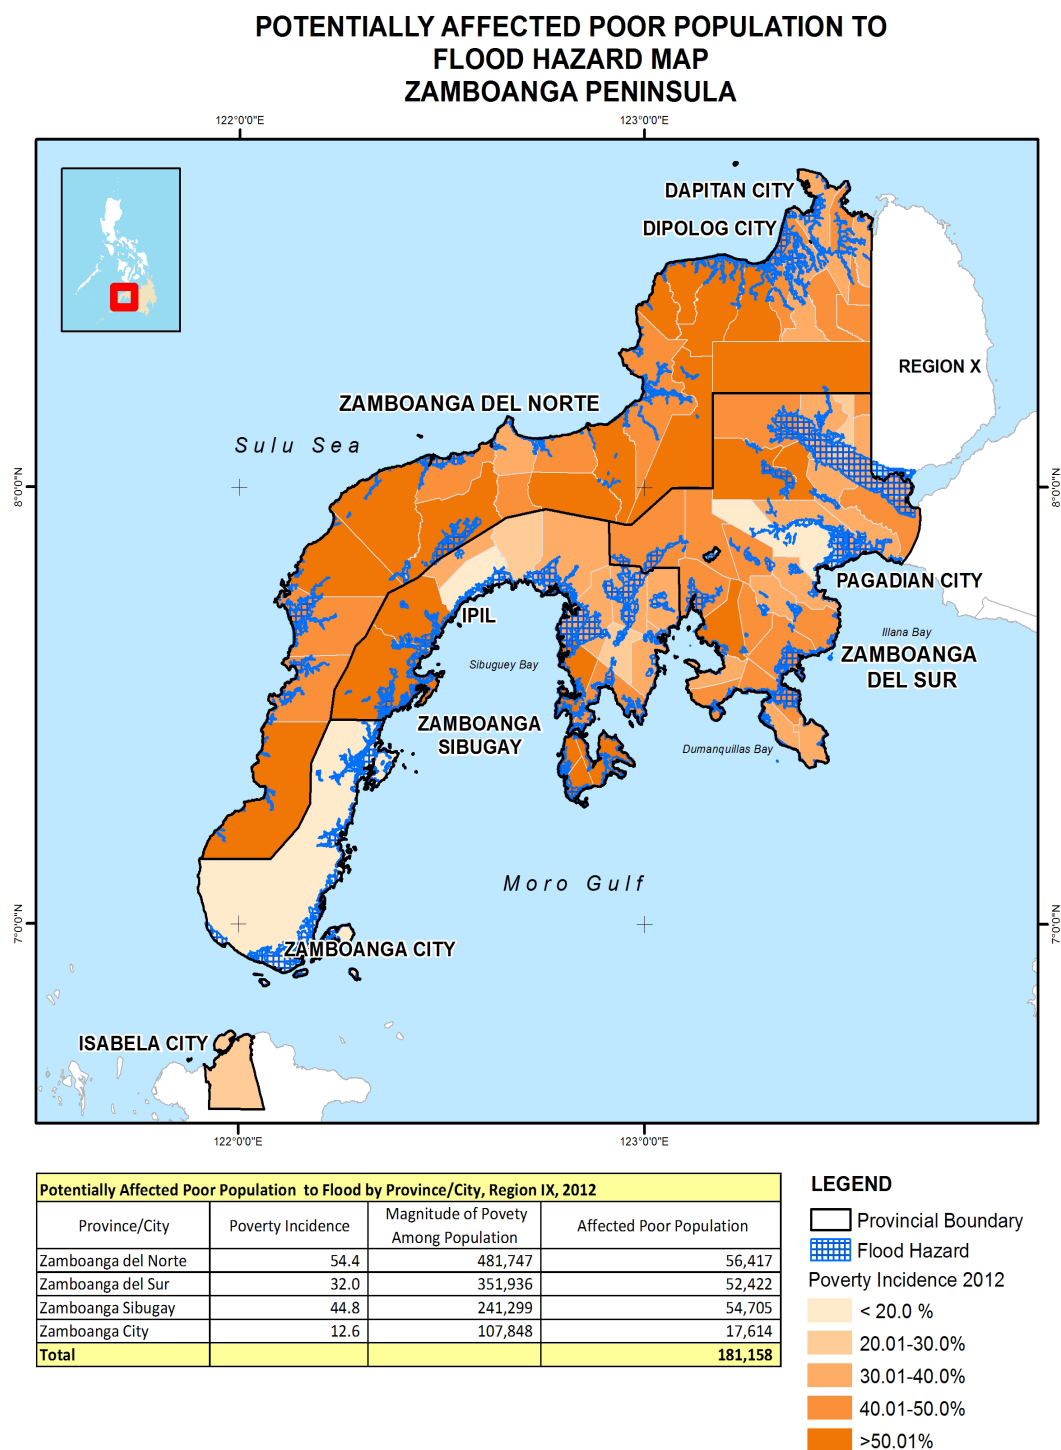 POTENTIALLY AFFECTED POOR POPULATION TO
FLOOD HAZARD MAP
ZAMBOANGA PENINSULA
122°0'0"E
123°0'0"E
DAPITAN CITY
DIPOLOG CITY
REGION X
ZAMBOANGA DEL NORTE
Sulu Sea
8°0'0"N
8°0'0"N
PAGADIAN CITY
IPIL
Illana Bay
Sibuguey Bay
ZAMBOANGA
DEL SUR
ZAMBOANGA
SIBUGAY
Dumanquillas Bay
Moro Gulf
7°0'0"N
7°0'0"N
ZAMBOANGA CITY
ISABELA CITY
122°0'0"E
123°0'0"E
Potentially Affected Poor Population to Flood by Province/City, Region IX, 2012
Province/City Poverty Incidence Magnitude of Povety Among Population Affected Poor Population
Zamboanga del Norte 54.4 481,747 56,417
Zamboanga del Sur 32.0 351,936 52,422
Zamboanga Sibugay 44.8 241,299 54,705
Zamboanga City 12.6 107,848 17,614
Total 181,158
LEGEND
Provincial Boundary
Flood Hazard
Poverty Incidence 2012
< 20.0 %
20.01-30.0%
30.01-40.0%
40.01-50.0%
>50.01%